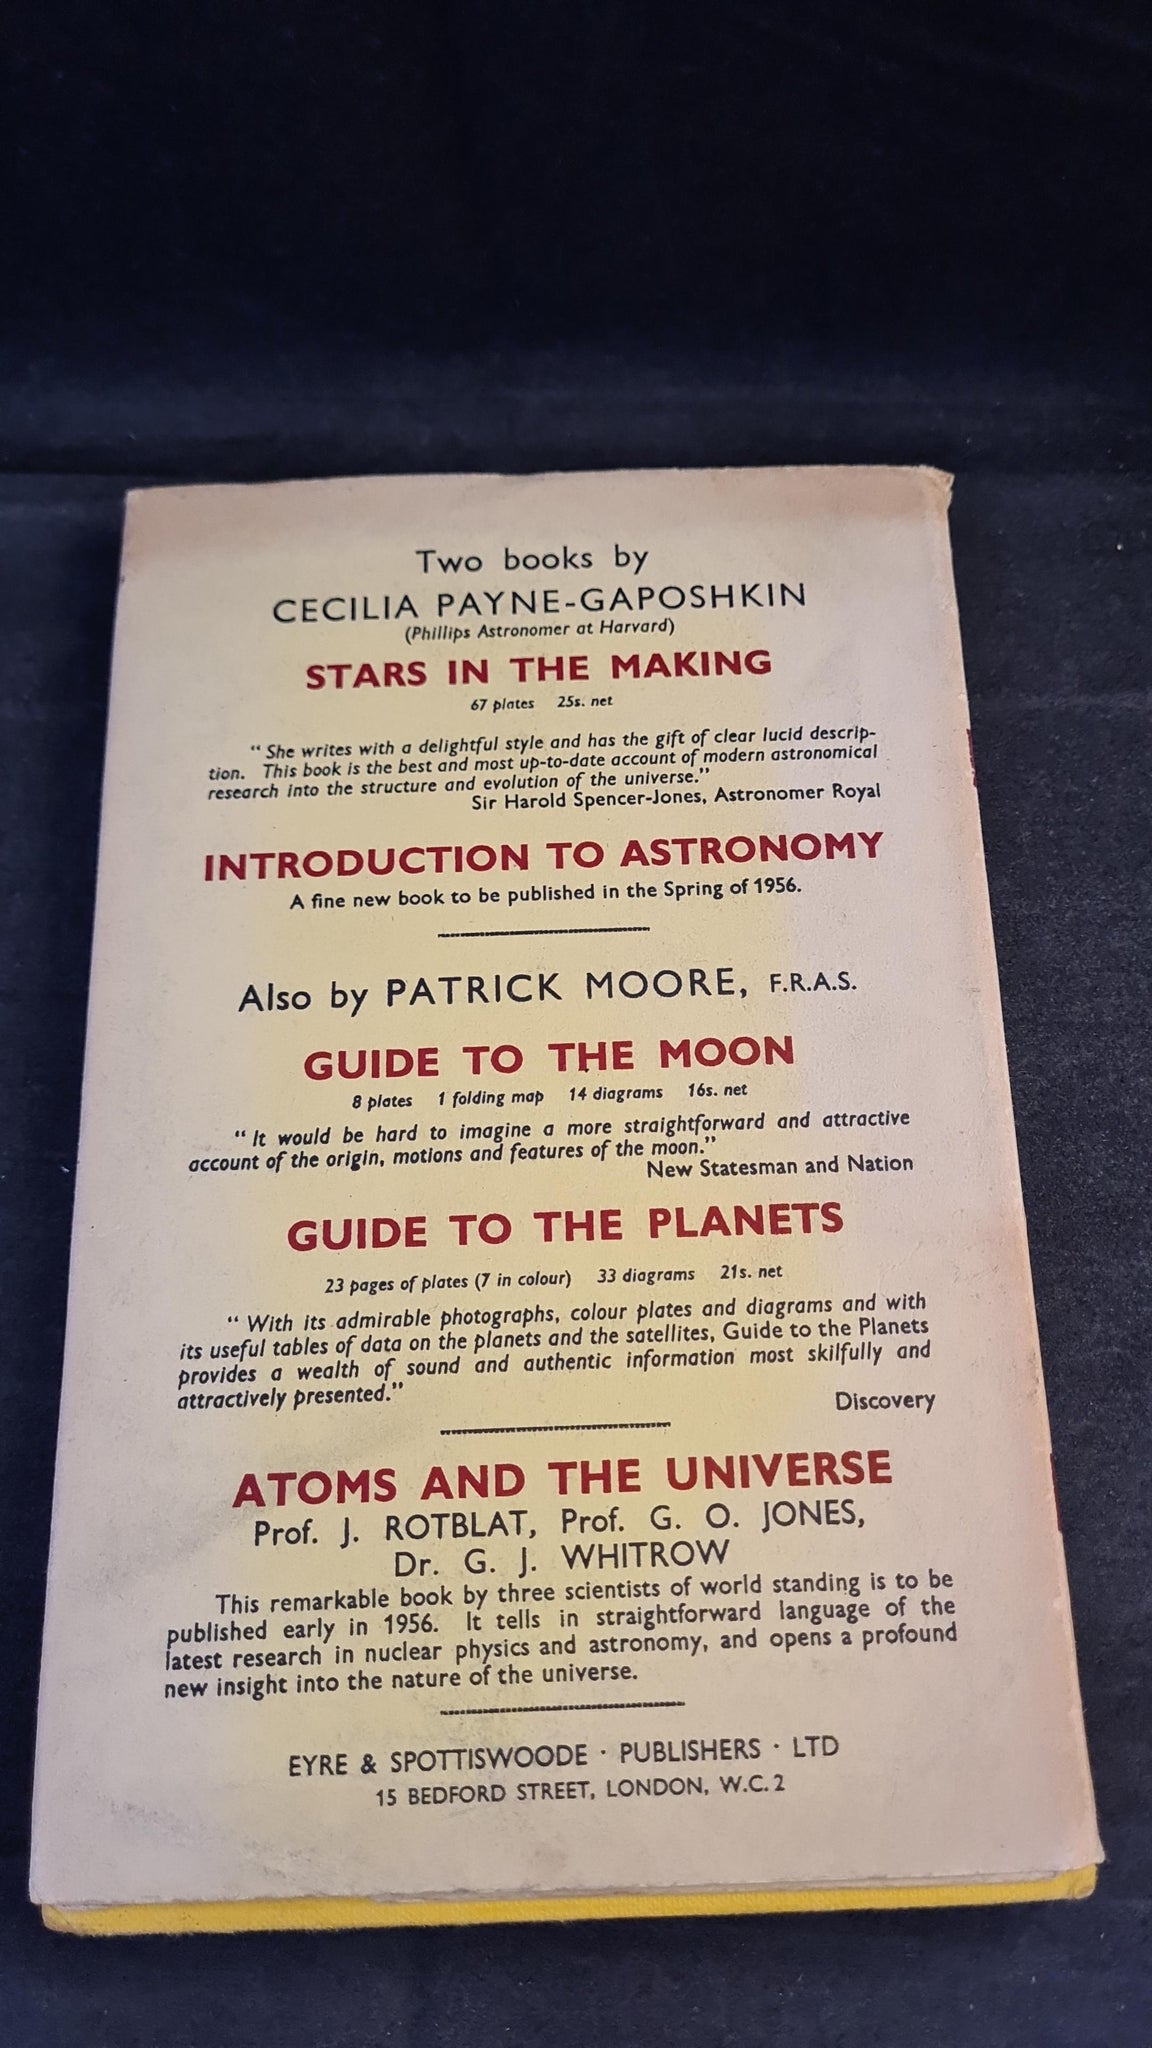 Two books by
CECILIA PAYNE-GAPOSHKIN
(Phillips Astronomer at Harvard)
STARS IN THE MAKING
67 plates 25s. net
“She writes with a delightful style and has the gift of clear lucid descrip-
tion. This book is the best and most up-to-date account of modern astronomical
research into the structure and evolution of the universe.”
Sir Harold Spencer-Jones, Astronomer Royal
INTRODUCTION TO ASTRONOMY
A fine new book to be published in the Spring of 1956.
Also by PATRICK MOORE, F.R.A.S.
GUIDE TO THE MOON
8 plates 1 folding map 14 diagrams 16s. net
“It would be hard to imagine a more straightforward and attractive
account of the origin, motions and features of the moon.”
New Statesman and Nation
GUIDE TO THE PLANETS
23 pages of plates (7 in colour) 33 diagrams 21s. net
“With its admirable photographs, colour plates and diagrams and with
its useful tables of data on the planets and the satellites, Guide to the Planets
provides a wealth of sound and authentic information most skilfully and
attractively presented.”
Discovery
ATOMS AND THE UNIVERSE
Prof. J. ROTBLAT, Prof. G. O. JONES,
Dr. G. J. WHITROW
This remarkable book by three scientists of world standing is to be
published early in 1956. It tells in straightforward language of the
latest research in nuclear physics and astronomy, and opens a profound
new insight into the nature of the universe.
EYRE & SPOTTISWOODE · PUBLISHERS · LTD
15 BEDFORD STREET, LONDON, W.C.2